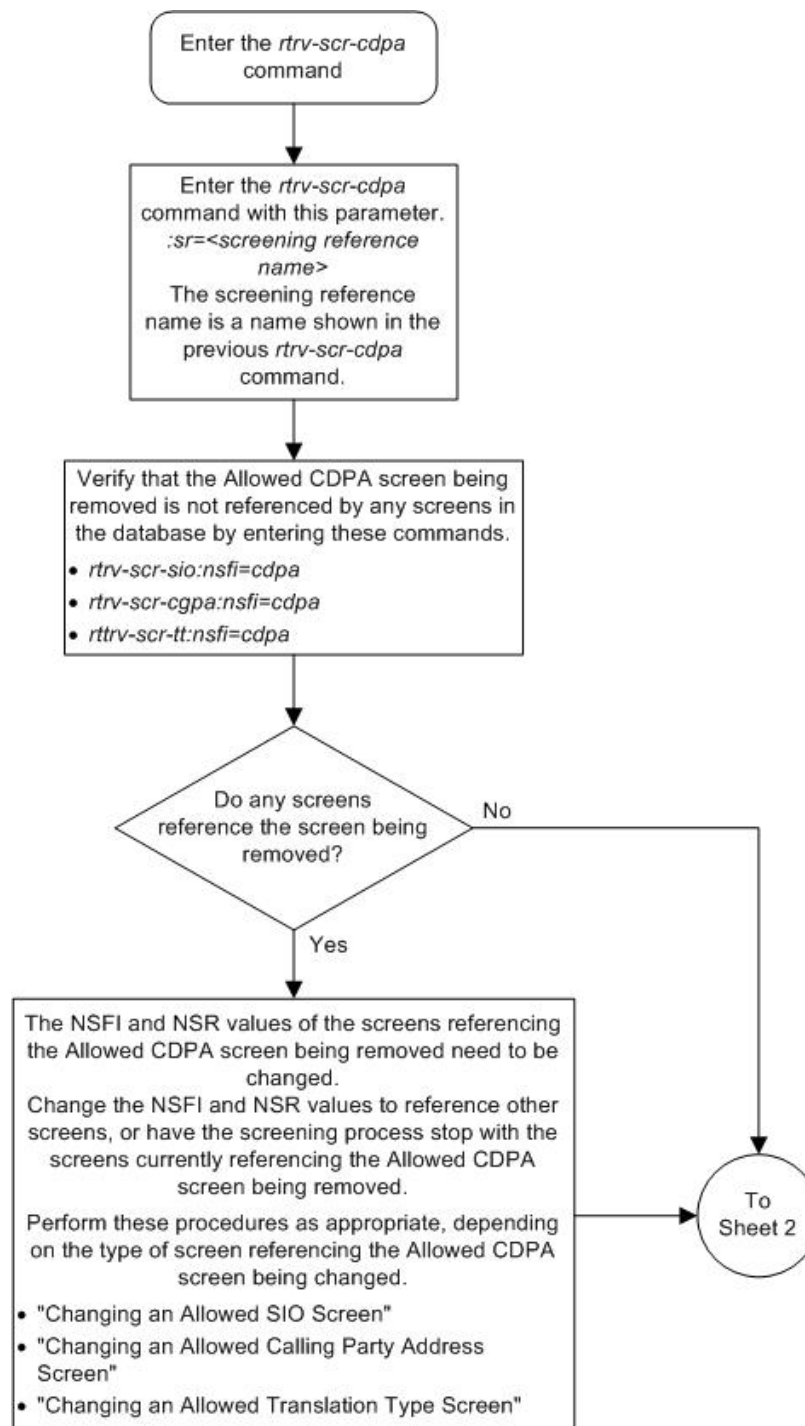 Enter the rtrv-scr-cdpa
command
Enter the rtrv-scr-cdpa
command with this parameter.
:sr=<screening reference
name>
The screening reference
name is a name shown in the
previous rtrv-scr-cdpa
command.
Verify that the Allowed CDPA screen being
removed is not referenced by any screens in
the database by entering these commands.
• rtrv-scr-sio:nsfi=cdpa
• rtrv-scr-cgpa:nsfi=cdpa
• rttrv-scr-tt:nsfi=cdpa
Do any screens
reference the screen being
removed?
No
Yes
The NSFI and NSR values of the screens referencing
the Allowed CDPA screen being removed need to be
changed.
Change the NSFI and NSR values to reference other
screens, or have the screening process stop with the
screens currently referencing the Allowed CDPA
screen being removed.
Perform these procedures as appropriate, depending
on the type of screen referencing the Allowed CDPA
screen being changed.
• "Changing an Allowed SIO Screen"
• "Changing an Allowed Calling Party Address
Screen"
• "Changing an Allowed Translation Type Screen"
To
Sheet 2